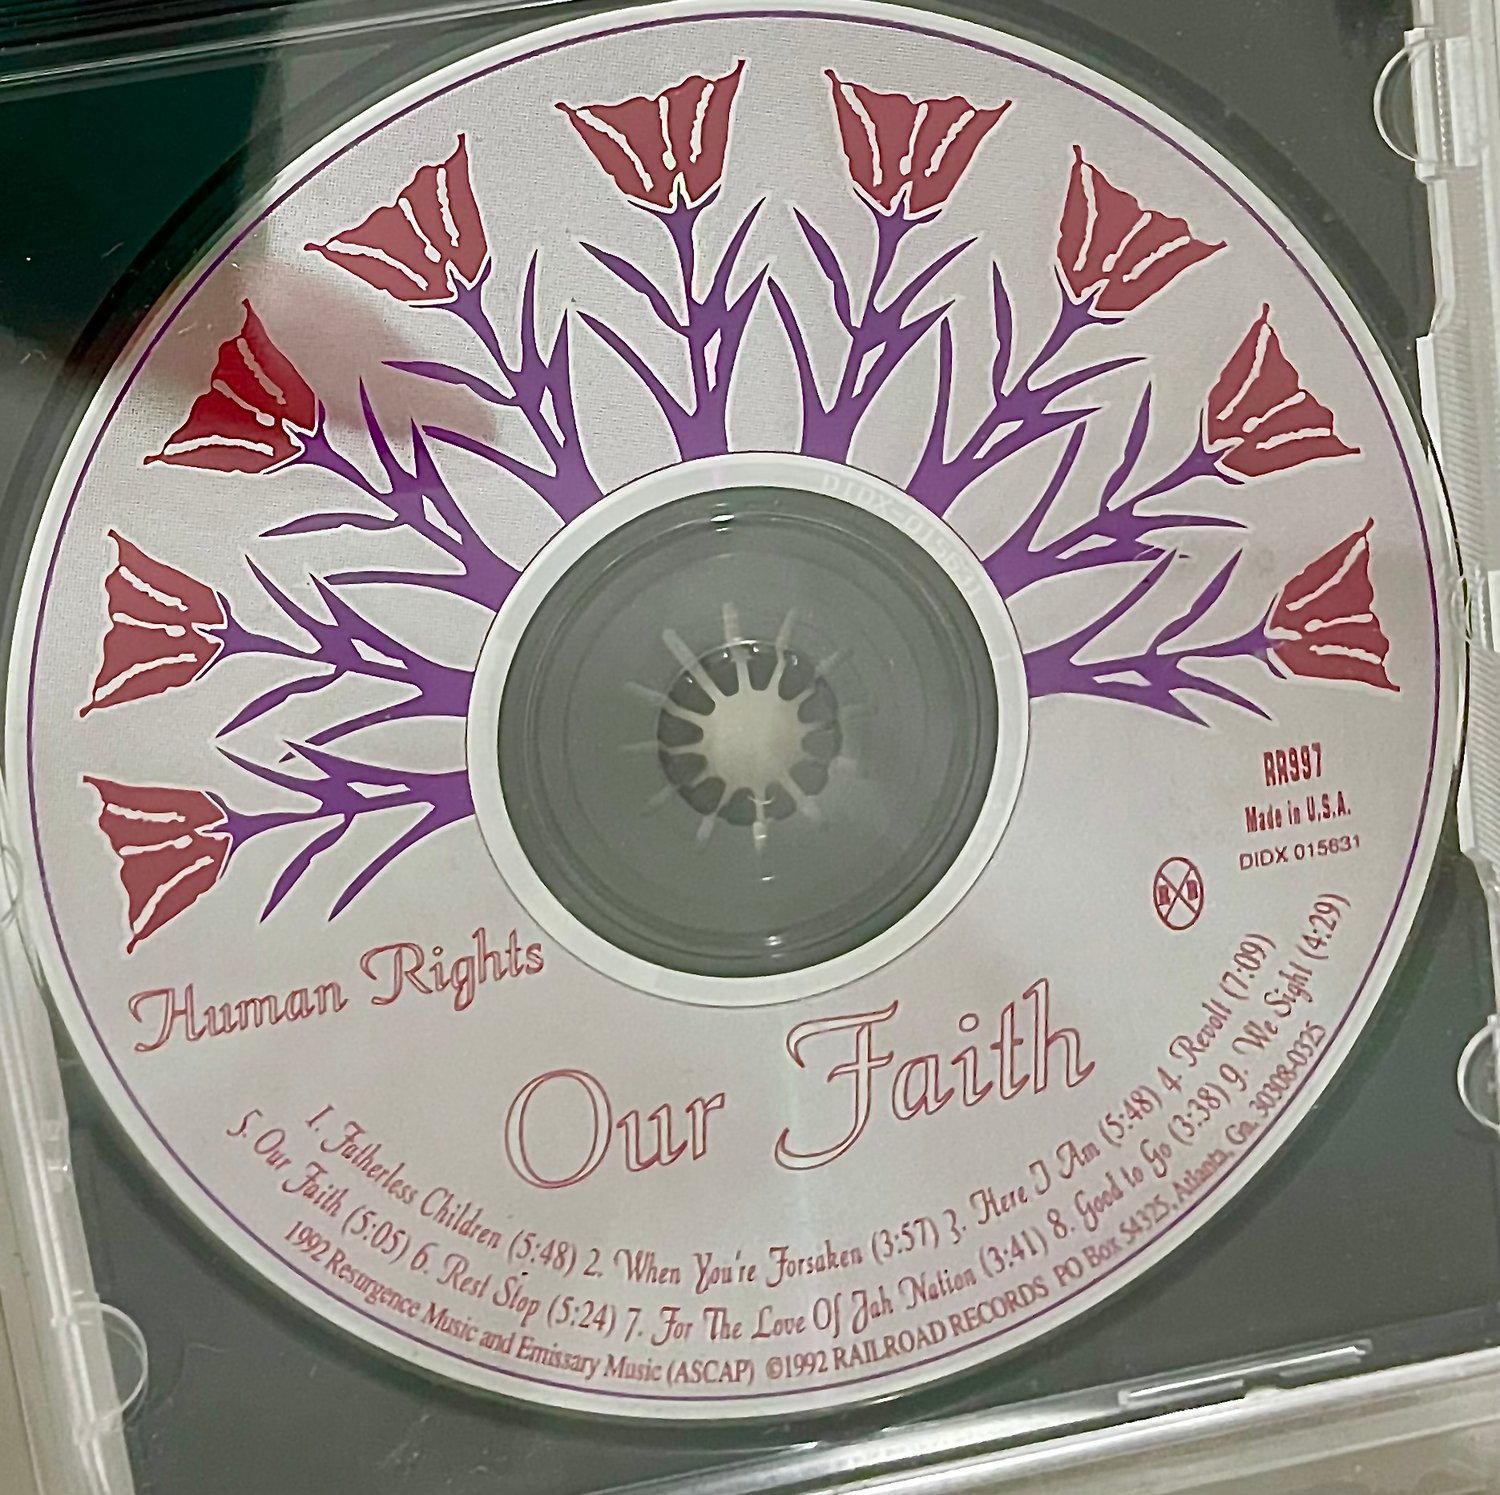 DIDX-015631
RR997
Made in U.S.A.
DIDX 015631
R R
Human Rights
Our Faith
1. Fatherless Children (5:48) 2. When You're Forsaken (3:57) 3. Here I Am (5:48) 4. Revolt (7:09)
5. Our Faith (5:05) 6. Rest Stop (5:24) 7. For The Love Of Jah Nation (3:41) 8. Good to Go (3:38) 9. We Sight (4:29)
1992 Resurgence Music and Emissary Music (ASCAP) ©1992 RAILROAD RECORDS PO Box 54325, Atlanta, Ga. 30308-0325